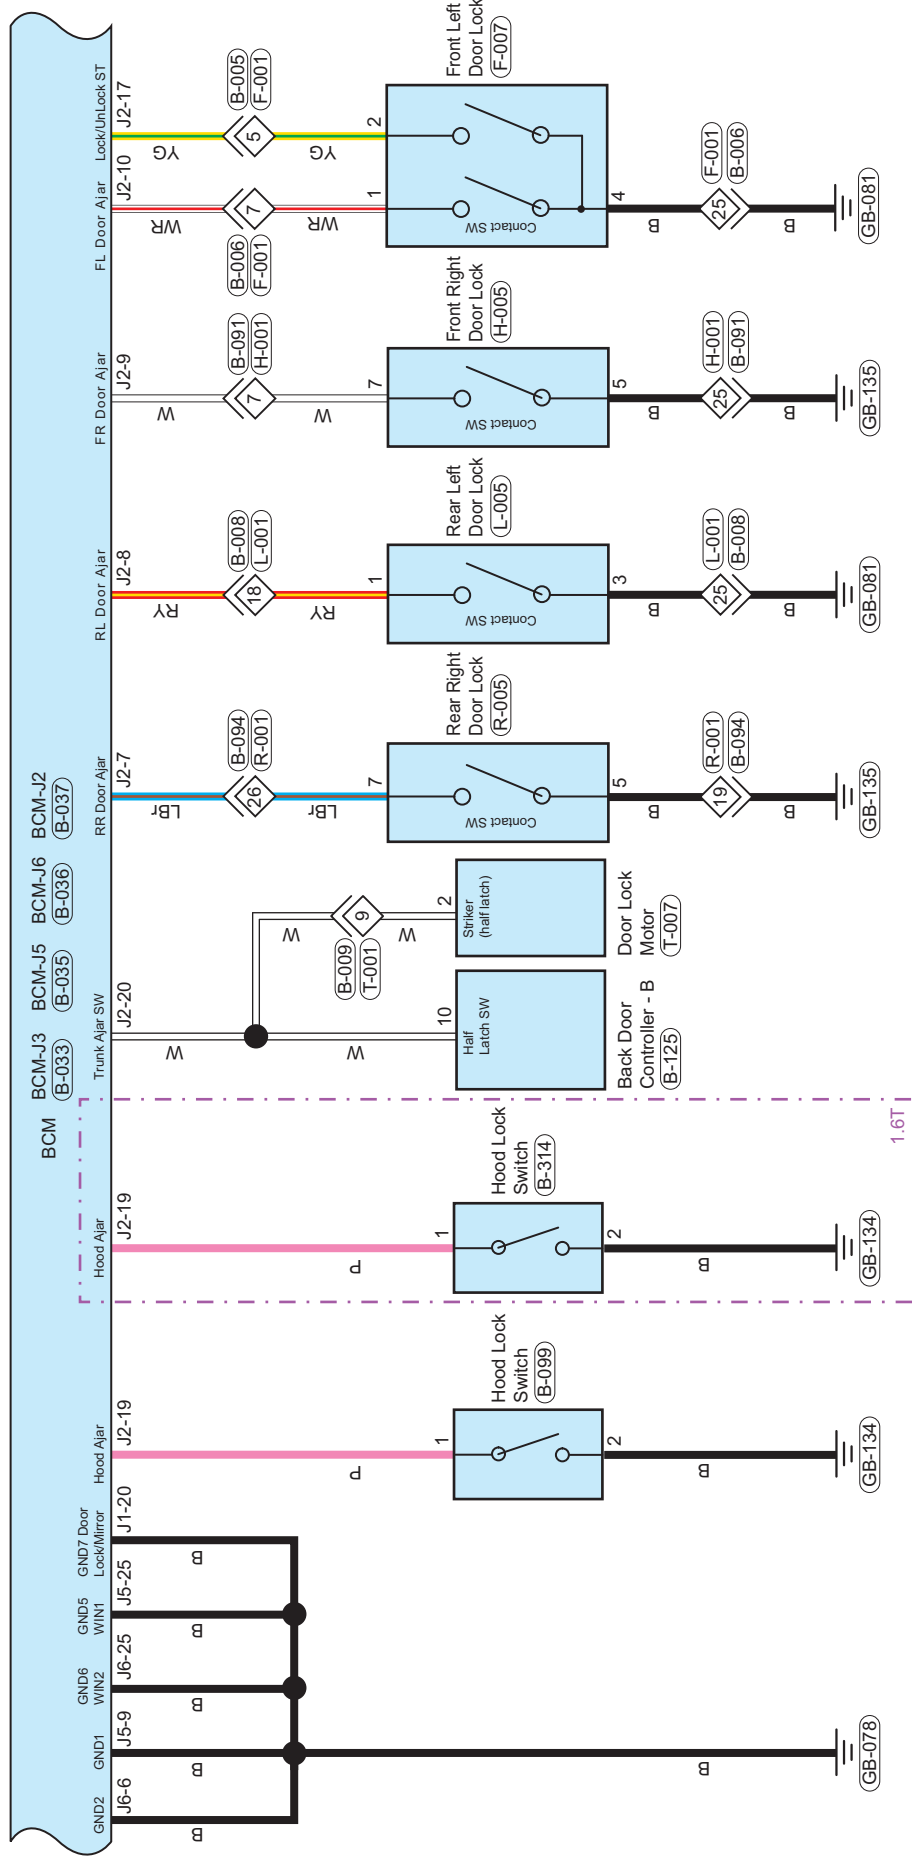 BCM
BCM-J3
B-033
BCM-J5
B-035
BCM-J6
B-036
BCM-J2
B-037
GND2
J6-6
B
GND1
J5-9
B
GND6
WIN2
J6-25
B
GND5
WIN1
J5-25
B
GND7 Door
Lock/Mirror
J1-20
B
B
GB-078
Hood Ajar
J2-19
P
1
Hood Lock
Switch
B-099
2
B
GB-134
Hood Ajar
J2-19
P
1
Hood Lock
Switch
B-314
2
B
GB-134
1.6T
Trunk Ajar SW
J2-20
W
W
10
Half
Latch SW
Back Door
Controller - B
B-125
W
B-009
T-001
9
W
2
Striker
(half latch)
Door Lock
Motor
T-007
RR Door Ajar
J2-7
LBr
B-094
R-001
26
LBr
7
Contact SW
Rear Right
Door Lock
R-005
5
B
R-001
B-094
19
B
GB-135
RL Door Ajar
J2-8
RY
B-008
L-001
18
RY
1
Contact SW
Rear Left
Door Lock
L-005
3
B
L-001
B-008
25
B
GB-081
FR Door Ajar
J2-9
W
B-091
H-001
7
W
7
Contact SW
Front Right
Door Lock
H-005
5
B
H-001
B-091
25
B
GB-135
FL Door Ajar
J2-10
WR
B-006
F-001
7
WR
1
Contact SW
Lock/UnLock ST
J2-17
YG
B-005
F-001
5
YG
2
Front Left
Door Lock
F-007
4
B
F-001
B-006
25
B
GB-081